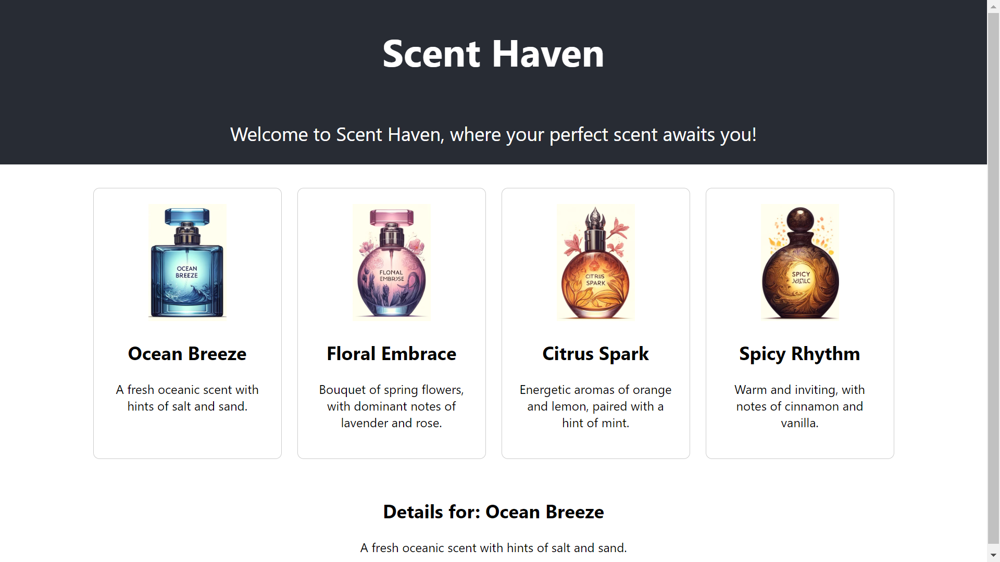 Scent Haven
Welcome to Scent Haven, where your perfect scent awaits you!
OCEAN
BREEZE
FLONAL
EMBROSE
CITRUS
SPARK
SPICY
Ocean Breeze
Floral Embrace
Citrus Spark
Spicy Rhythm
A fresh oceanic scent with
hints of salt and sand.
Bouquet of spring flowers,
with dominant notes of
lavender and rose.
Energetic aromas of orange
and lemon, paired with a
hint of mint.
Warm and inviting, with
notes of cinnamon and
vanilla.
Details for: Ocean Breeze
A fresh oceanic scent with hints of salt and sand.